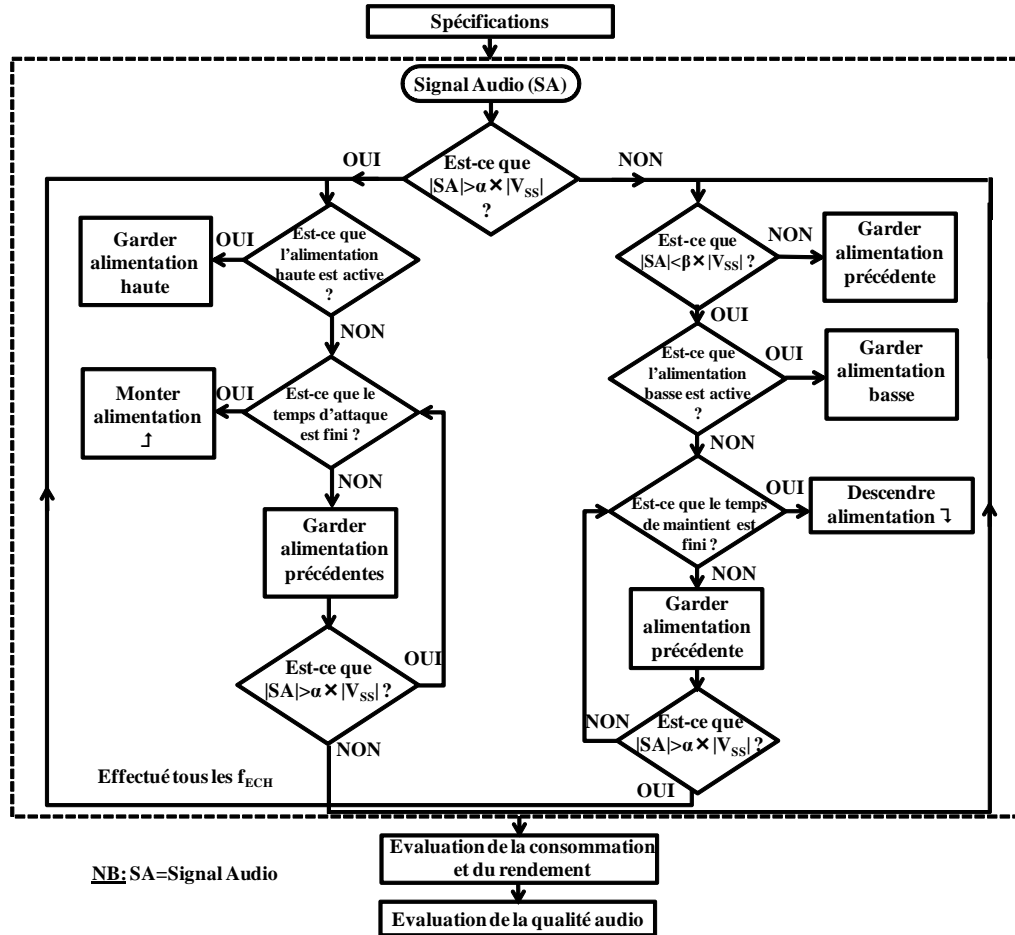 Spécifications
Signal Audio (SA)
OUI
Est-ce que
|SA|>α×|VSS|
?
NON
Garder
alimentation
haute
OUI
Est-ce que
l'alimentation
haute est active
?
Est-ce que
|SA|<β×|VSS| ?
NON
Garder
alimentation
précédente
NON
OUI
Monter
alimentation
OUI
Est-ce que le
temps d'attaque
est fini ?
Est-ce que
l'alimentation
basse est active
?
OUI
Garder
alimentation
basse
NON
NON
Garder
alimentation
précédentes
Est-ce que le temps
de maintient est
fini ?
OUI
Descendre
alimentation
NON
Garder
alimentation
précédente
Est-ce que
|SA|>α×|VSS| ?
OUI
NON
NON
Est-ce que
|SA|>α×|VSS| ?
OUI
Effectué tous les fECH
Evaluation de la consommation
et du rendement
NB: SA=Signal Audio
Evaluation de la qualité audio